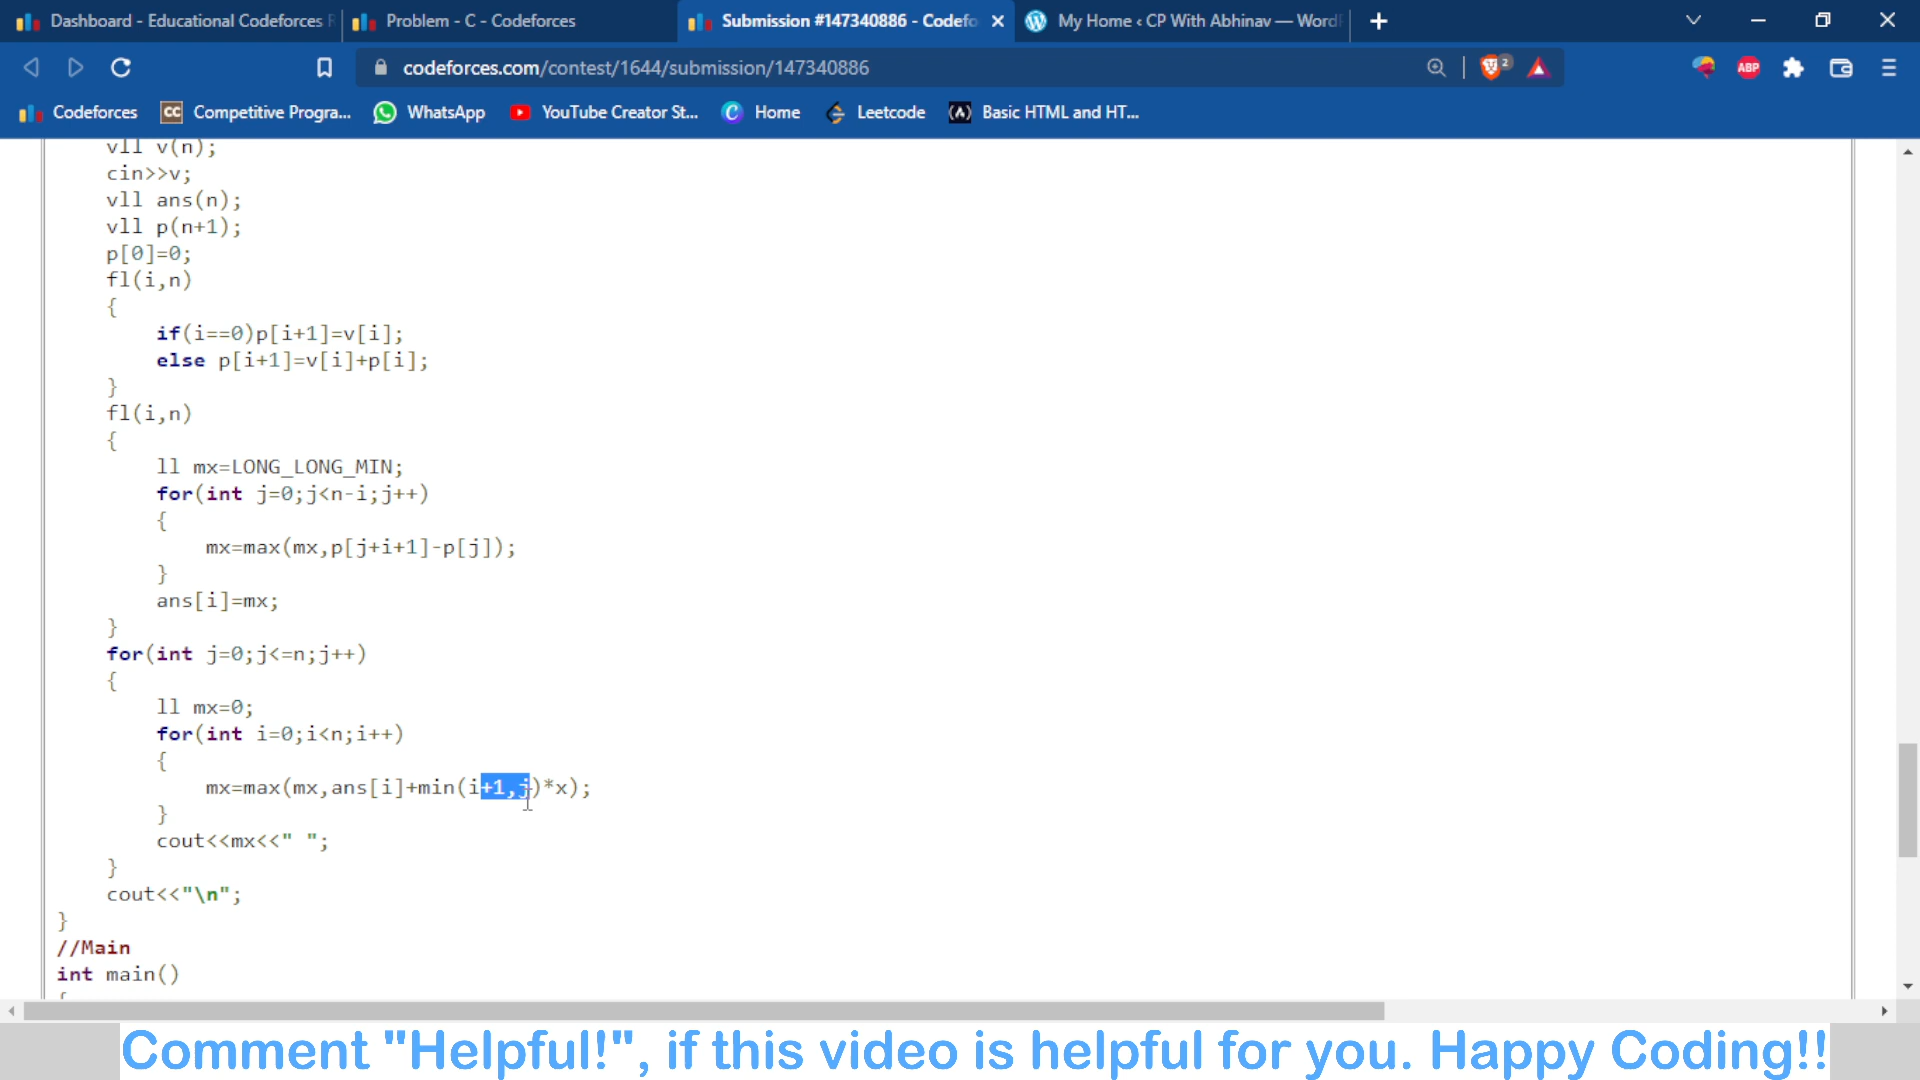 Dashboard - Educational Codeforces R
Problem - C - Codeforces
Submission #147340886 - Codefo
My Home ‹ CP With Abhinav — WordP
codeforces.com/contest/1644/submission/147340886
2
ABP
Codeforces
CC
Competitive Progra...
WhatsApp
YouTube Creator St...
C
Home
Leetcode
(A)
Basic HTML and HT...
vll v(n);
cin>>v;
vll ans(n);
vll p(n+1);
p[0]=0;
fl(i,n)
{
if(i==0)p[i+1]=v[i];
else p[i+1]=v[i]+p[i];
}
fl(i,n)
{
ll mx=LONG_LONG_MIN;
for(int j=0;j<n-i;j++)
{
mx=max(mx,p[j+i+1]-p[j]);
}
ans[i]=mx;
}
for(int j=0;j<=n;j++)
{
ll mx=0;
for(int i=0;i<n;i++)
{
mx=max(mx,ans[i]+min(i+1,j)*x);
}
cout<<mx<<" ";
}
cout<<"\n";
}
//Main
int main()
{
Comment "Helpful!", if this video is helpful for you. Happy Coding!!